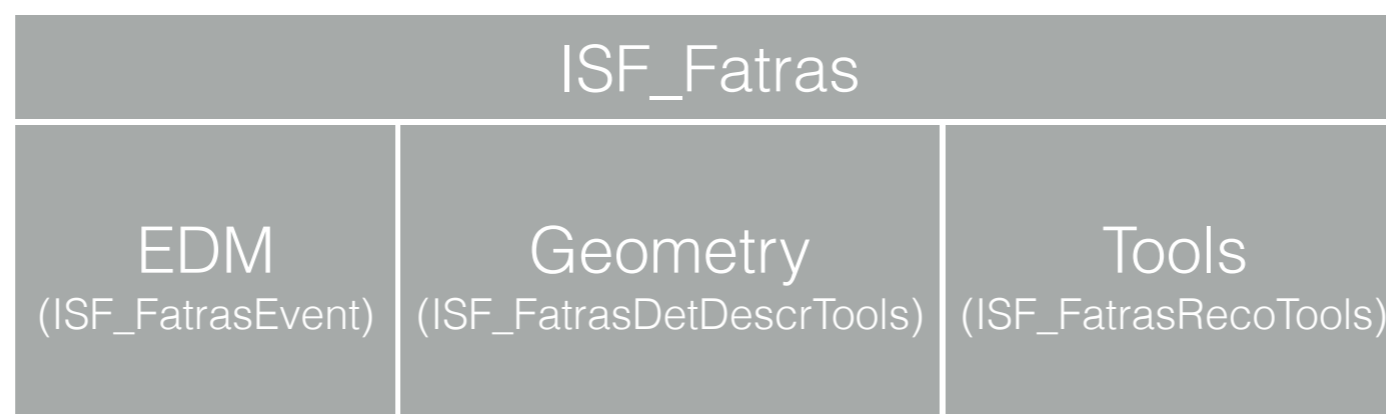 ISF_Fatras
EDM
(ISF_FatrasEvent)
Geometry
(ISF_FatrasDetDescrTools)
Tools
(ISF_FatrasRecoTools)